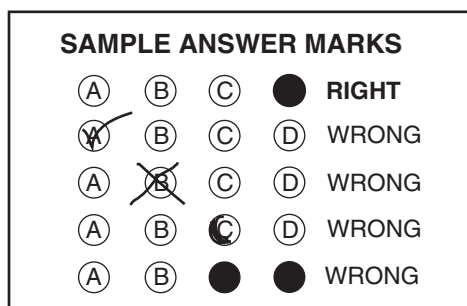 SAMPLE ANSWER MARKS
A B C RIGHT
A B C D WRONG
A B C D WRONG
A B C D WRONG
A B WRONG